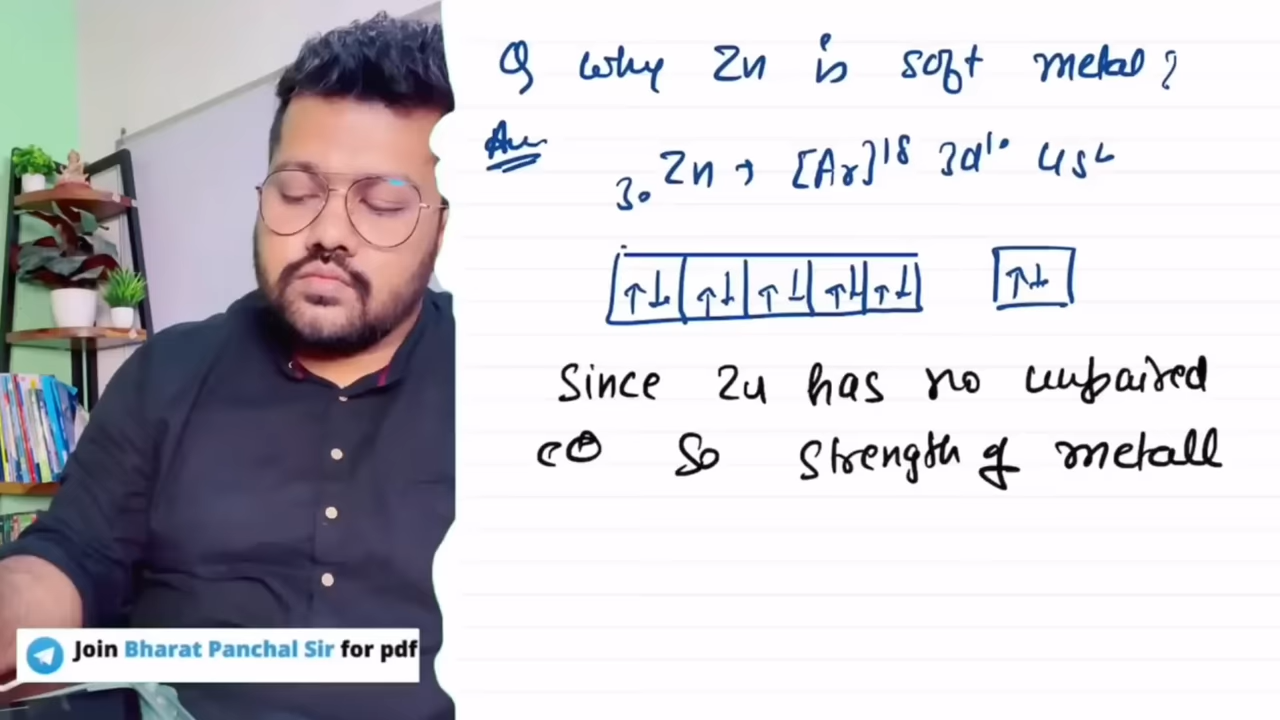 Q Why Zn is soft metal?
Ans
30Zn → [Ar]¹⁸ 3d¹⁰ 4s²
↑↓ ↑↓ ↑↓ ↑↓ ↑↓ ↑↓
Since Zn has no unpaired
e⊖ So Strength of metall
Join Bharat Panchal Sir for pdf